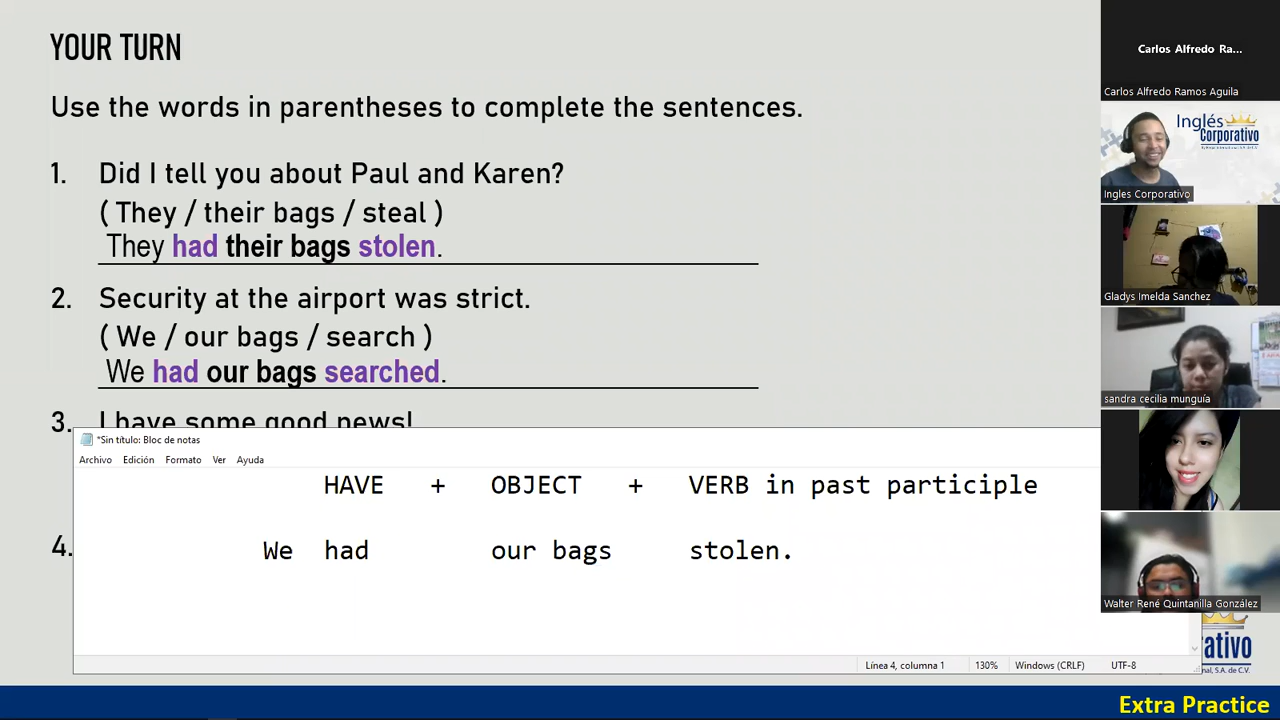 YOUR TURN
Use the words in parentheses to complete the sentences.
1. Did I tell you about Paul and Karen?
( They / their bags / steal )
They had their bags stolen.
2. Security at the airport was strict.
( We / our bags / search )
We had our bags searched.
3. I have some good news!
*Sin título: Bloc de notas
Archivo Edición Formato Ver Ayuda
HAVE + OBJECT + VERB in past participle
4.
We had our bags stolen.
Línea 4, columna 1 130% Windows (CRLF) UTF-8
Extra Practice
Carlos Alfredo Ra...
Carlos Alfredo Ramos Aguila
Inglés
Corporativo
Ingles Corporativo
Gladys Imelda Sanchez
sandra cecilia munguía
Walter René Quintanilla González
rativo
nal, S.A. de C.V.